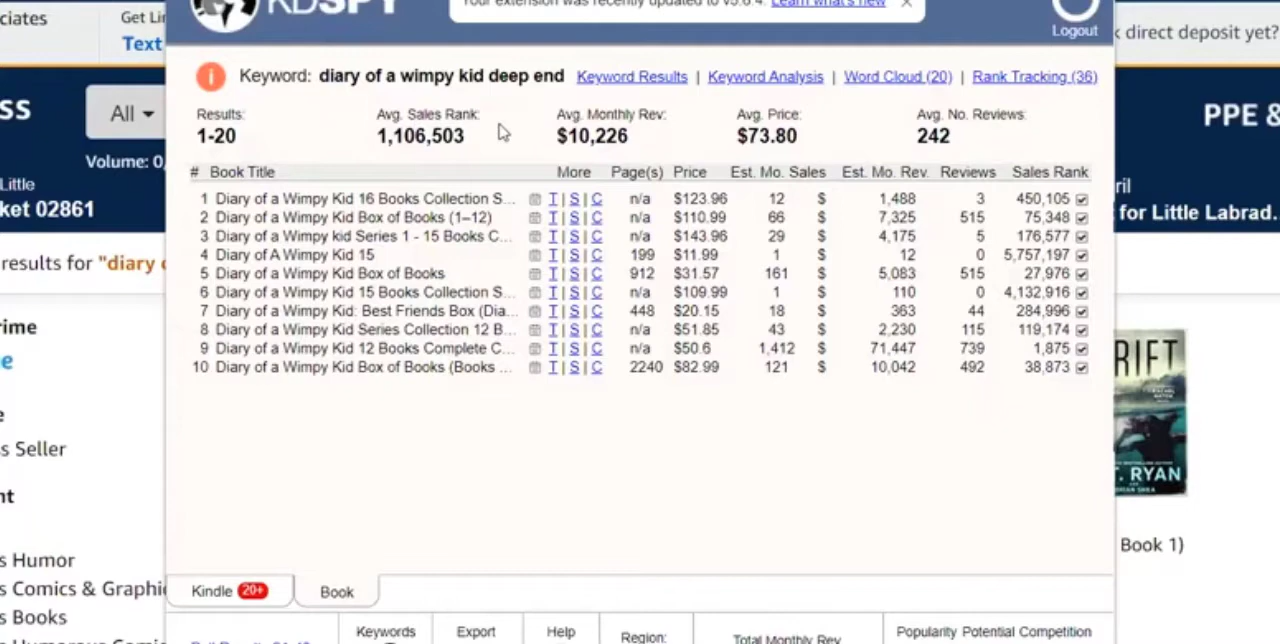 ciates
Get Lin
Text
KDSPY
Your extension was recently updated to v5.6.4. Learn what's new
Logout
k direct deposit yet?
ss
All
Volume: 0,
Little
ket 02861
results for "diary o
ime
e
e
s Seller
nt
s Humor
s Comics & Graphi
s Books
s Humorous Comic
Keyword: diary of a wimpy kid deep end Keyword Results | Keyword Analysis | Word Cloud (20) | Rank Tracking (36)
Results: Avg. Sales Rank: Avg. Monthly Rev: Avg. Price: Avg. No. Reviews:
1-20 1,106,503 $10,226 $73.80 242
# Book Title More Page(s) Price Est. Mo. Sales Est. Mo. Rev. Reviews Sales Rank
1 Diary of a Wimpy Kid 16 Books Collection S... T | S | C n/a $123.96 12 $ 1,488 3 450,105
2 Diary of a Wimpy Kid Box of Books (1–12) T | S | C n/a $110.99 66 $ 7,325 515 75,348
3 Diary of a Wimpy kid Series 1 - 15 Books C... T | S | C n/a $143.96 29 $ 4,175 5 176,577
4 Diary of A Wimpy Kid 15 T | S | C 199 $11.99 1 $ 12 0 5,757,197
5 Diary of a Wimpy Kid Box of Books T | S | C 912 $31.57 161 $ 5,083 515 27,976
6 Diary of a Wimpy Kid 15 Books Collection S... T | S | C n/a $109.99 1 $ 110 0 4,132,916
7 Diary of a Wimpy Kid: Best Friends Box (Dia... T | S | C 448 $20.15 18 $ 363 44 284,996
8 Diary of a Wimpy Kid Series Collection 12 B... T | S | C n/a $51.85 43 $ 2,230 115 119,174
9 Diary of a Wimpy Kid 12 Books Complete C... T | S | C n/a $50.6 1,412 $ 71,447 739 1,875
10 Diary of a Wimpy Kid Box of Books (Books ... T | S | C 2240 $82.99 121 $ 10,042 492 38,873
Kindle 20+ Book
Keywords Export Help Region: Total Monthly Rev Popularity Potential Competition
PPE &
ril
for Little Labrad.
RIFT
T. RYAN
Book 1)